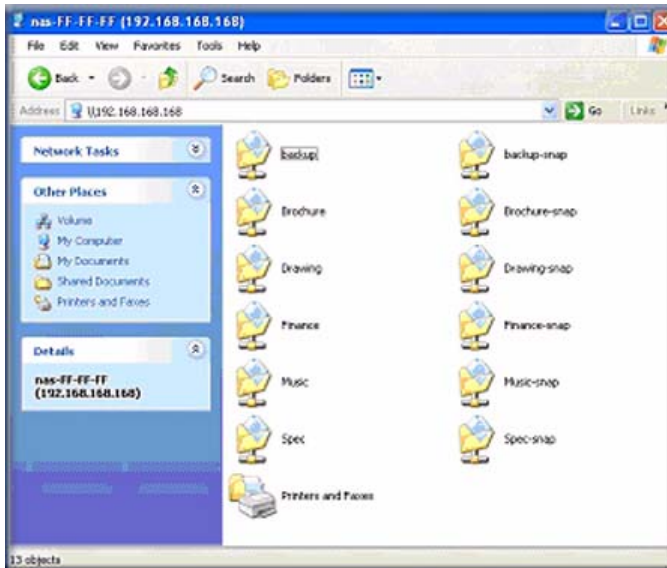 nas-FF-FF-FF (192.168.168.168)
File Edit View Favorites Tools Help
Back Search Folders
Address \\192.168.168.168 Go Links
Network Tasks
Other Places
Volume
My Computer
My Documents
Shared Documents
Printers and Faxes
Details
nas-FF-FF-FF
(192.168.168.168)
backup backup-snap
Brochure Brochure-snap
Drawing Drawing-snap
Finance Finance-snap
Music Music-snap
Spec Spec-snap
Printers and Faxes
13 objects